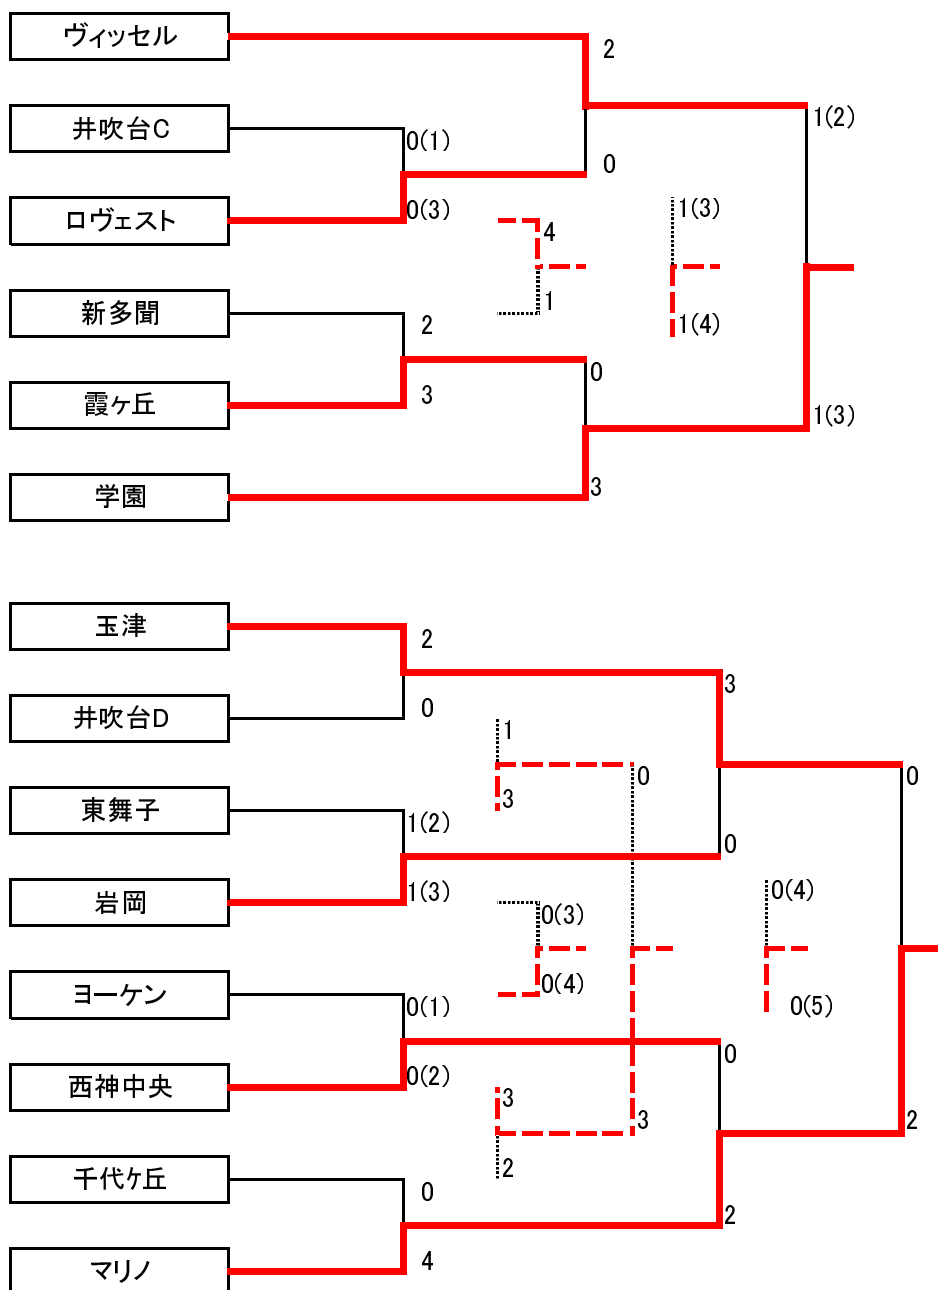 ヴィッセル
2
井吹台C
1(2)
0(1)
0
ロヴェスト
0(3)
1(3)
4
新多聞
1
2
1(4)
0
霞ヶ丘
3
1(3)
学園
3
玉津
2
3
井吹台D
0
1
0
0
3
東舞子
1(2)
0
岩岡
1(3)
0(4)
0(3)
0(4)
ヨーケン
0(1)
0(5)
0
西神中央
0(2)
3
3
2
2
千代ヶ丘
0
2
マリノ
4